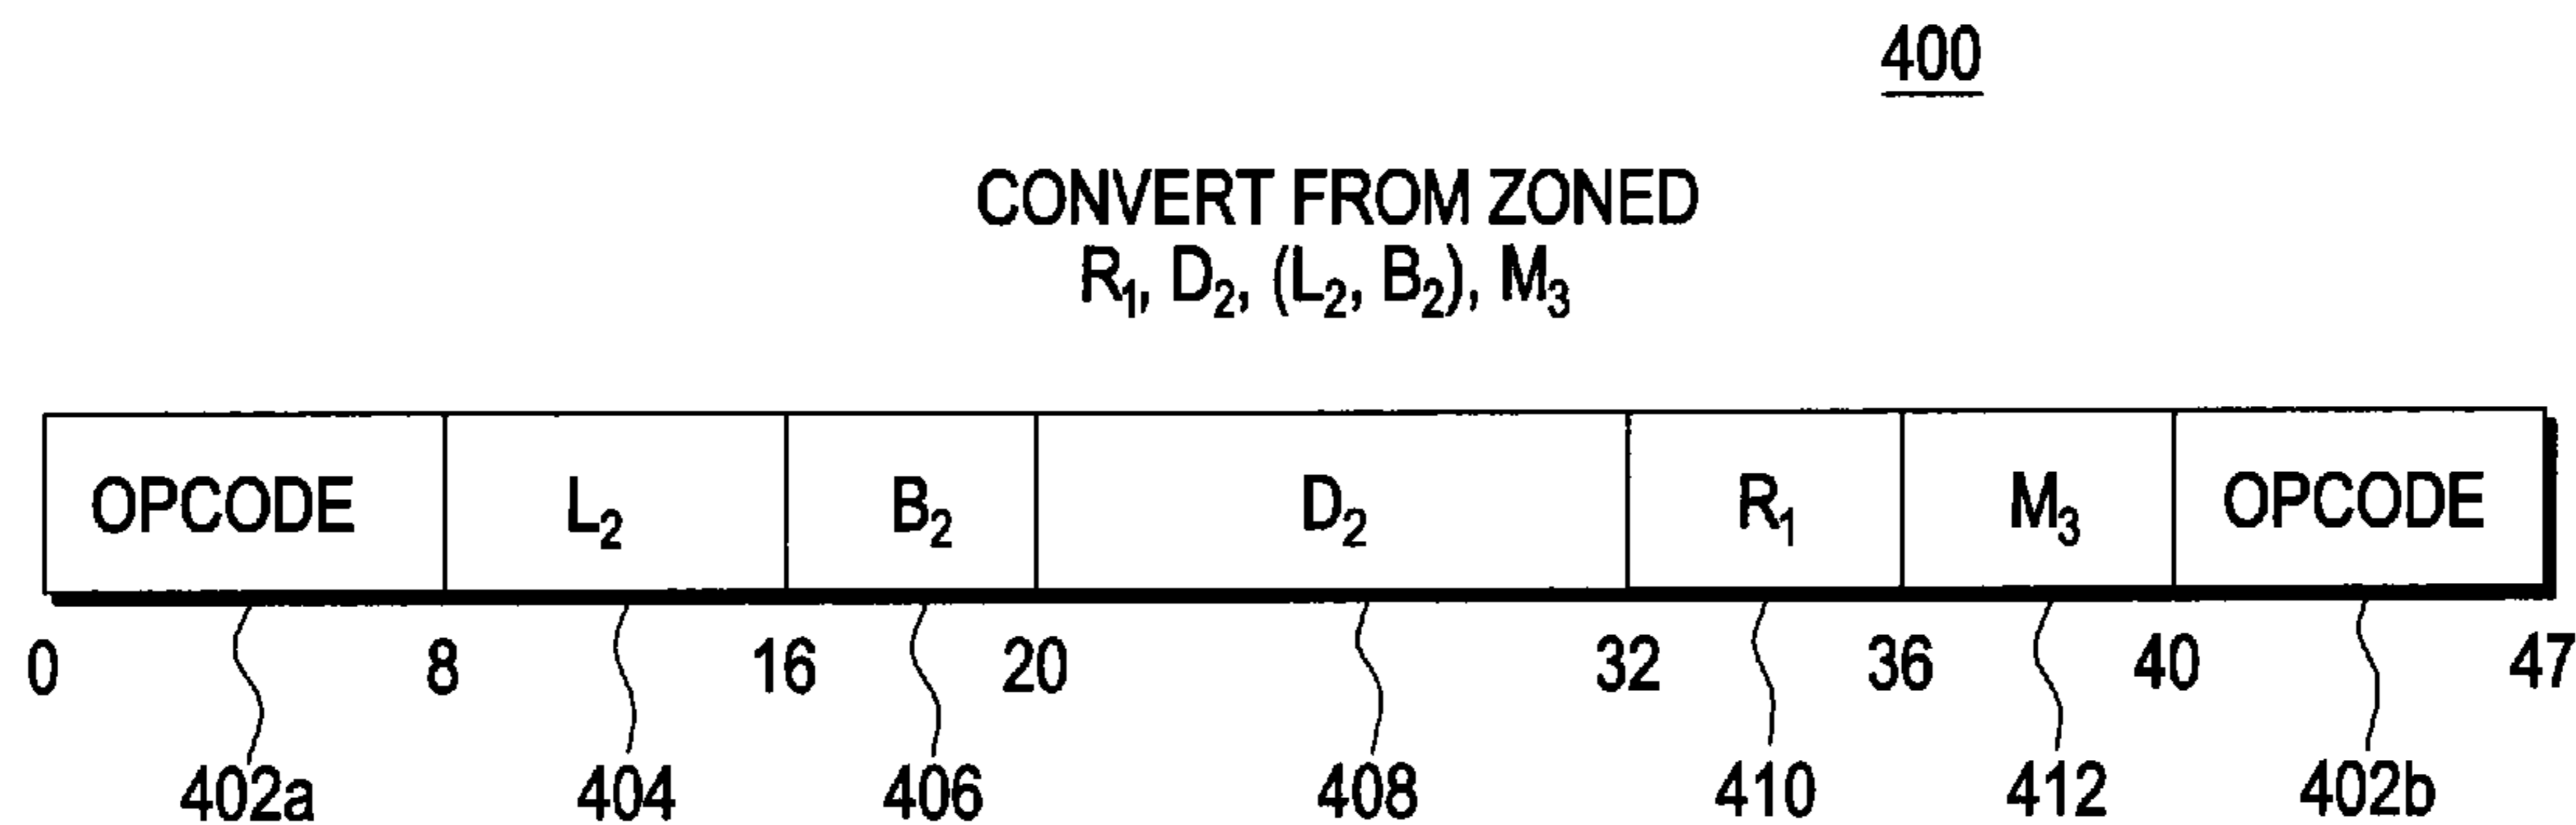 400
CONVERT FROM ZONED
R₁, D₂, (L₂, B₂), M₃
OPCODE L₂ B₂ D₂ R₁ M₃ OPCODE
0 8 16 20 32 36 40 47
402a 404 406 408 410 412 402b